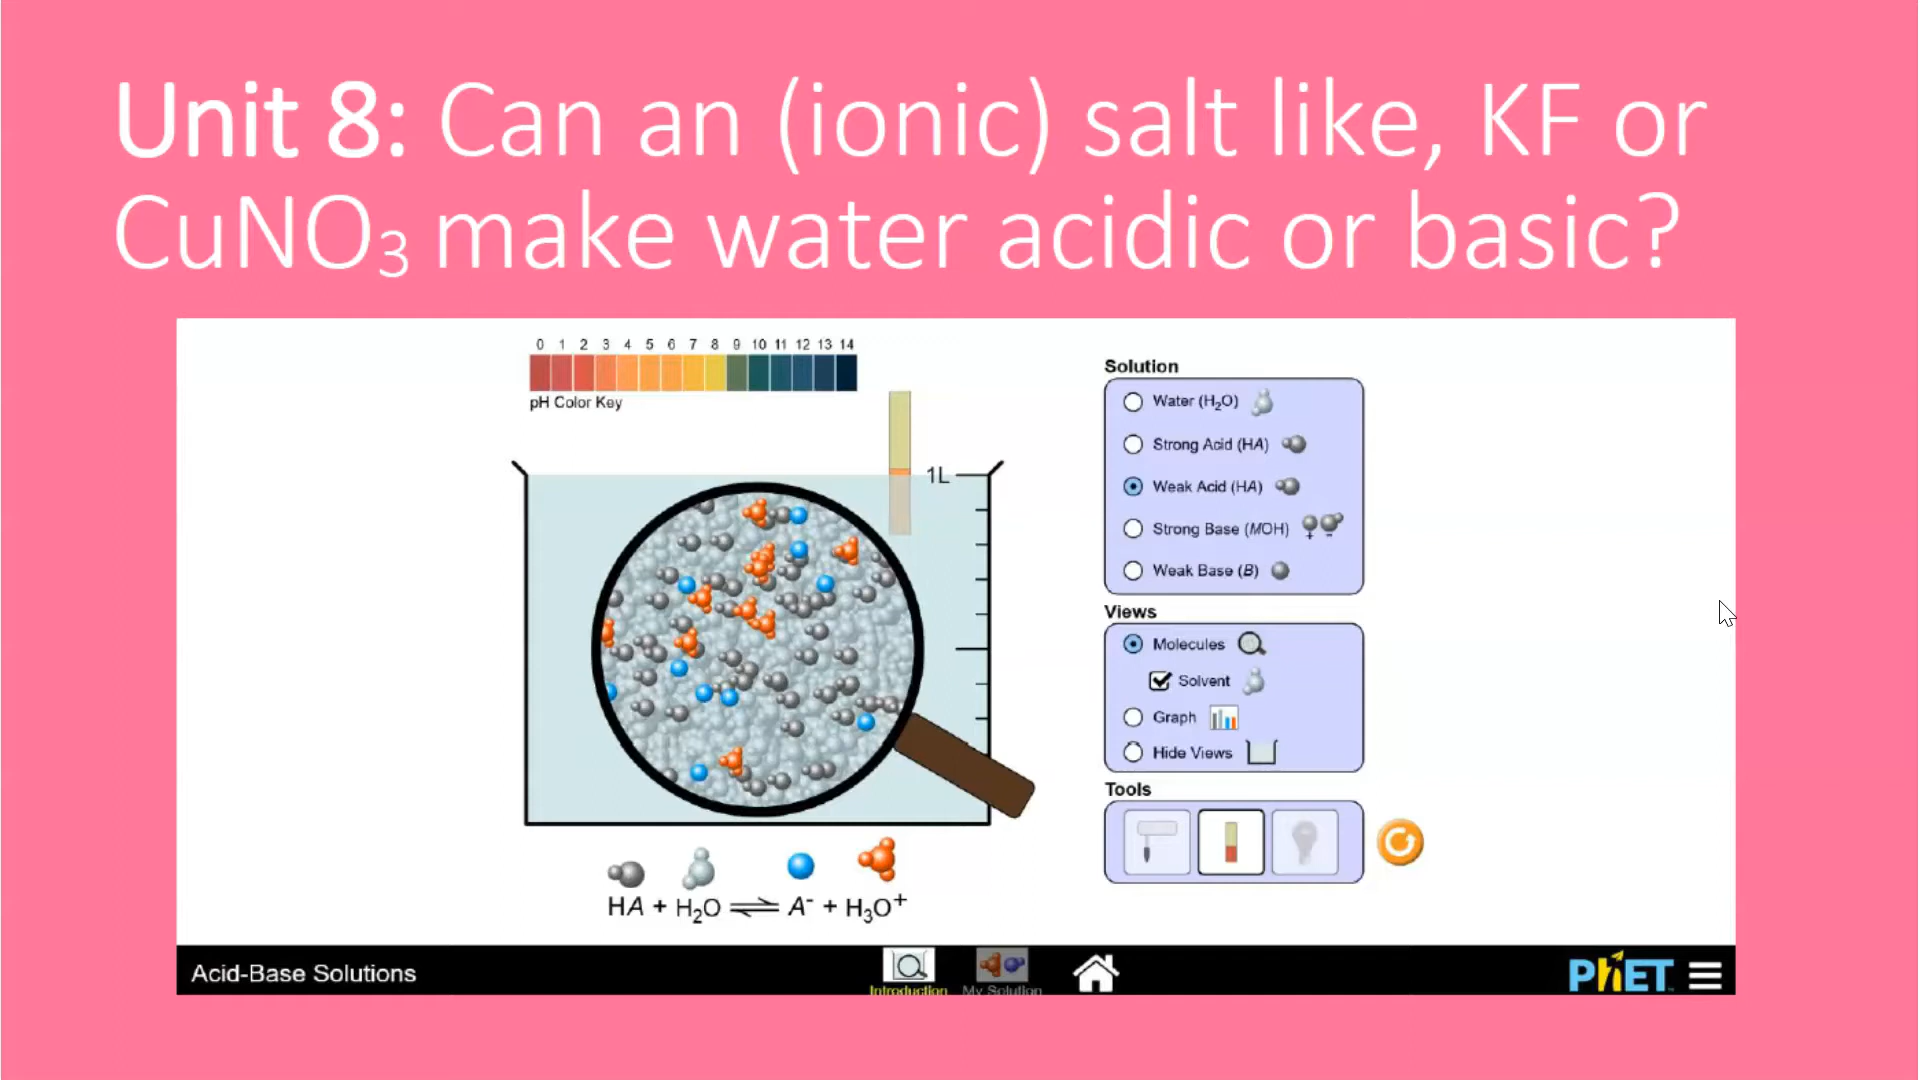 Unit 8: Can an (ionic) salt like, KF or
CuNO₃ make water acidic or basic?
0 1 2 3 4 5 6 7 8 9 10 11 12 13 14
pH Color Key
1L
HA + H₂O ⇌ A⁻ + H₃O⁺
Solution
Water (H₂O)
Strong Acid (HA)
Weak Acid (HA)
Strong Base (MOH)
Weak Base (B)
Views
Molecules
Solvent
Graph
Hide Views
Tools
Acid-Base Solutions
Introduction
My Solution
PhET